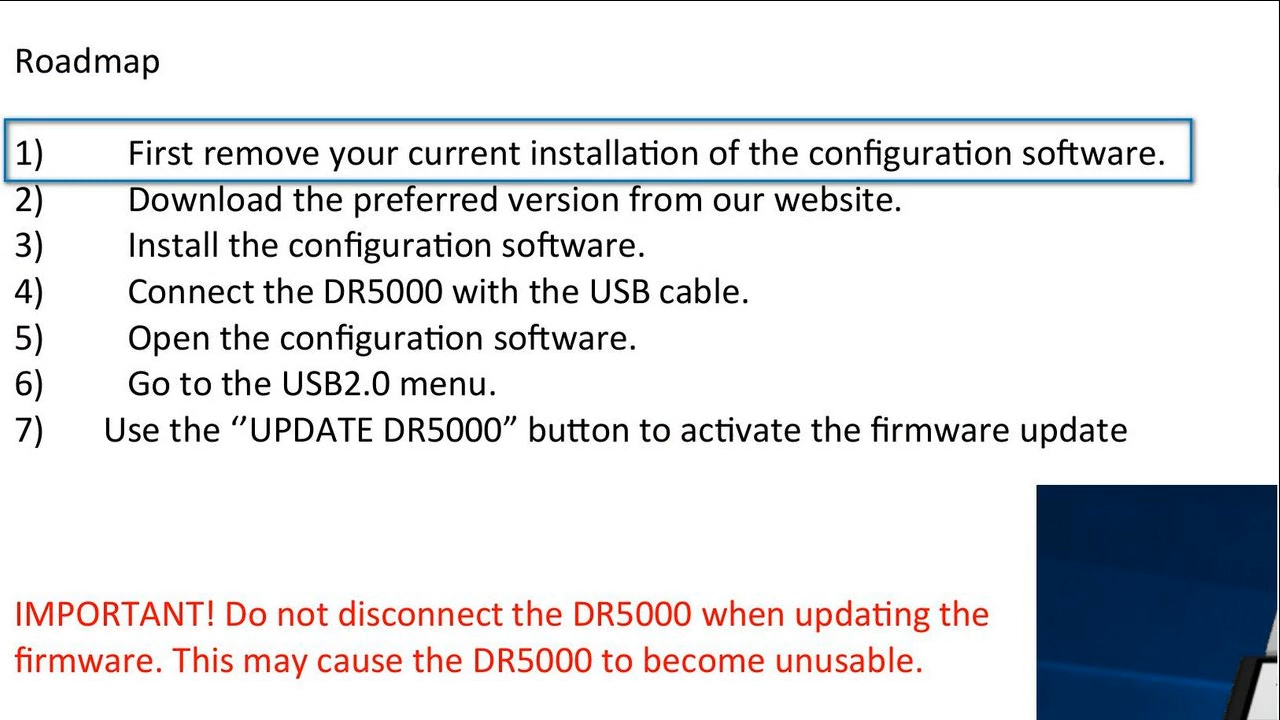 Roadmap
1) First remove your current installation of the configuration software.
2) Download the preferred version from our website.
3) Install the configuration software.
4) Connect the DR5000 with the USB cable.
5) Open the configuration software.
6) Go to the USB2.0 menu.
7) Use the ‘’UPDATE DR5000” button to activate the firmware update
IMPORTANT! Do not disconnect the DR5000 when updating the
firmware. This may cause the DR5000 to become unusable.